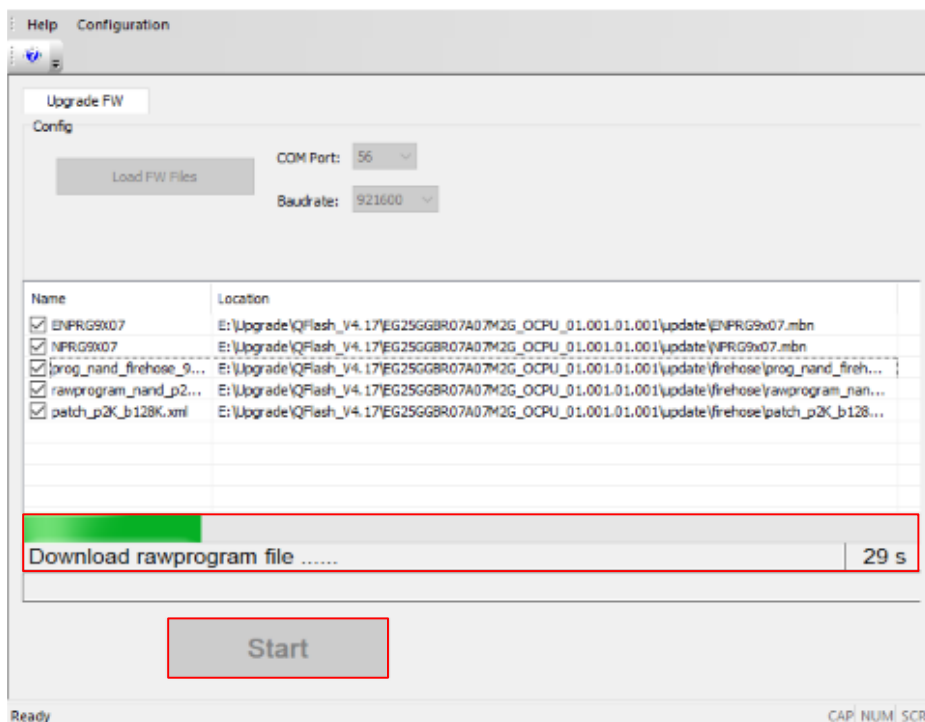 Help Configuration
Upgrade FW
Config
Load FW Files
COM Port: 56
Baudrate: 921600
Name Location
ENPRG9X07 E:\Upgrade\QFlash_V4.17\EG25GGBR07A07M2G_OCPU_01.001.01.001\update\ENPRG9x07.mbn
NPRG9X07 E:\Upgrade\QFlash_V4.17\EG25GGBR07A07M2G_OCPU_01.001.01.001\update\NPRG9x07.mbn
prog_nand_firehose_9... E:\Upgrade\QFlash_V4.17\EG25GGBR07A07M2G_OCPU_01.001.01.001\update\firehose\prog_nand_fireh...
rawprogram_nand_p2... E:\Upgrade\QFlash_V4.17\EG25GGBR07A07M2G_OCPU_01.001.01.001\update\firehose\rawprogram_nan...
patch_p2K_b128K.xml E:\Upgrade\QFlash_V4.17\EG25GGBR07A07M2G_OCPU_01.001.01.001\update\firehose\patch_p2K_b128...
Download rawprogram file ...... 29 s
Start
Ready CAP NUM SCR